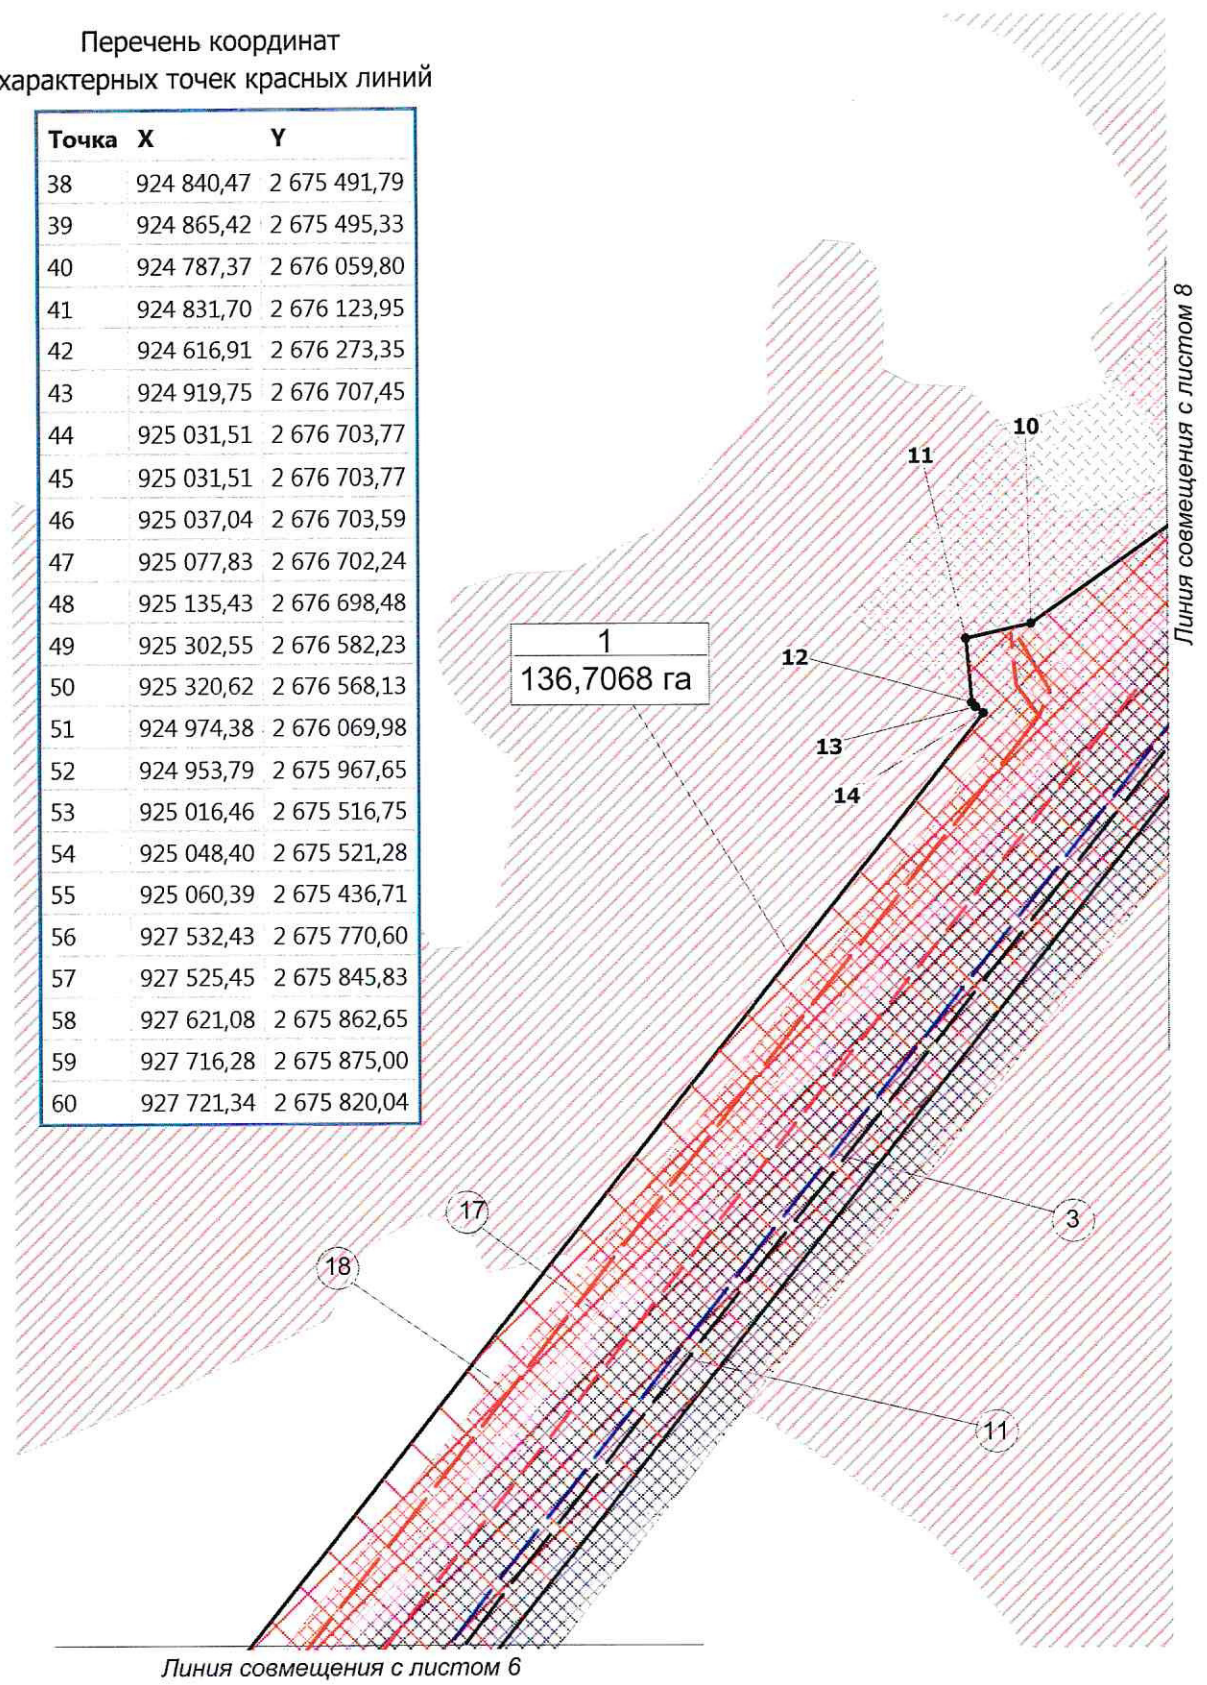 Перечень координат
характерных точек красных линий
Точка X Y
38 924 840,47 2 675 491,79
39 924 865,42 2 675 495,33
40 924 787,37 2 676 059,80
41 924 831,70 2 676 123,95
42 924 616,91 2 676 273,35
43 924 919,75 2 676 707,45
44 925 031,51 2 676 703,77
45 925 031,51 2 676 703,77
46 925 037,04 2 676 703,59
47 925 077,83 2 676 702,24
48 925 135,43 2 676 698,48
49 925 302,55 2 676 582,23
50 925 320,62 2 676 568,13
51 924 974,38 2 676 069,98
52 924 953,79 2 675 967,65
53 925 016,46 2 675 516,75
54 925 048,40 2 675 521,28
55 925 060,39 2 675 436,71
56 927 532,43 2 675 770,60
57 927 525,45 2 675 845,83
58 927 621,08 2 675 862,65
59 927 716,28 2 675 875,00
60 927 721,34 2 675 820,04
Линия совмещения с листом 8
10
11
1
136,7068 га
12
13
14
17
3
18
11
Линия совмещения с листом 6